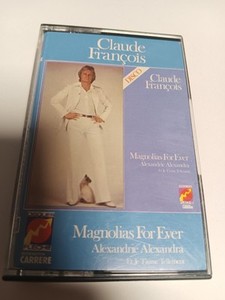 Claude
François
DISCO
Claude
François
Magnolias For Ever
Alexandrie Alexandra
Magnolias For Ever
Alexandrie Alexandra
CARRERE